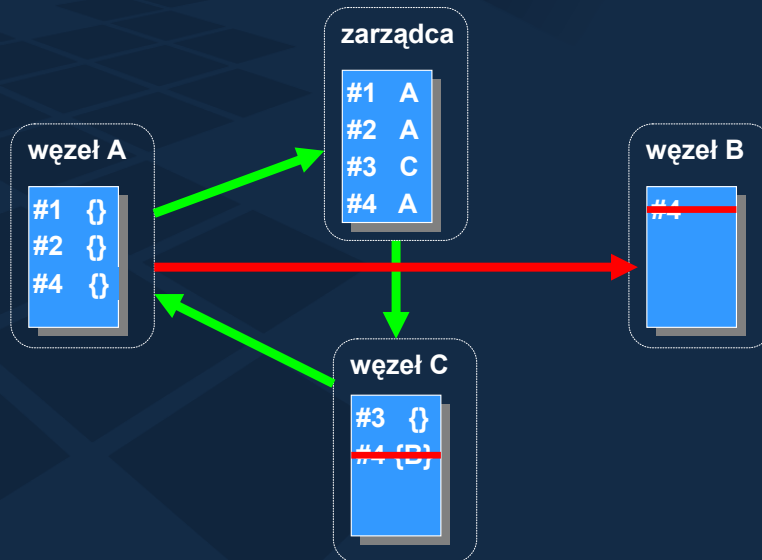 zarządca
#1 A
#2 A
#3 C
#4 A
węzeł A
#1 {}
#2 {}
#4 {}
węzeł B
#4
węzeł C
#3 {}
#4 {B}